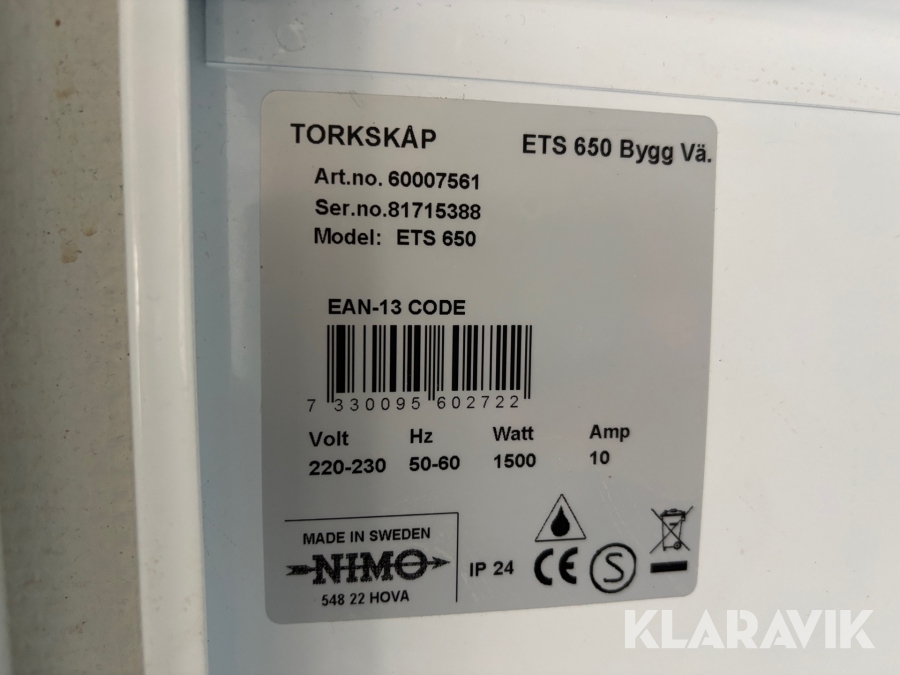 TORKSKÅP
ETS 650 Bygg Vä.
Art.no. 60007561
Ser.no.81715388
Model: ETS 650
EAN-13 CODE
7 330095 602722
Volt Hz Watt Amp
220-230 50-60 1500 10
MADE IN SWEDEN
NIMO
548 22 HOVA
IP 24
CE S
KLARAVIK